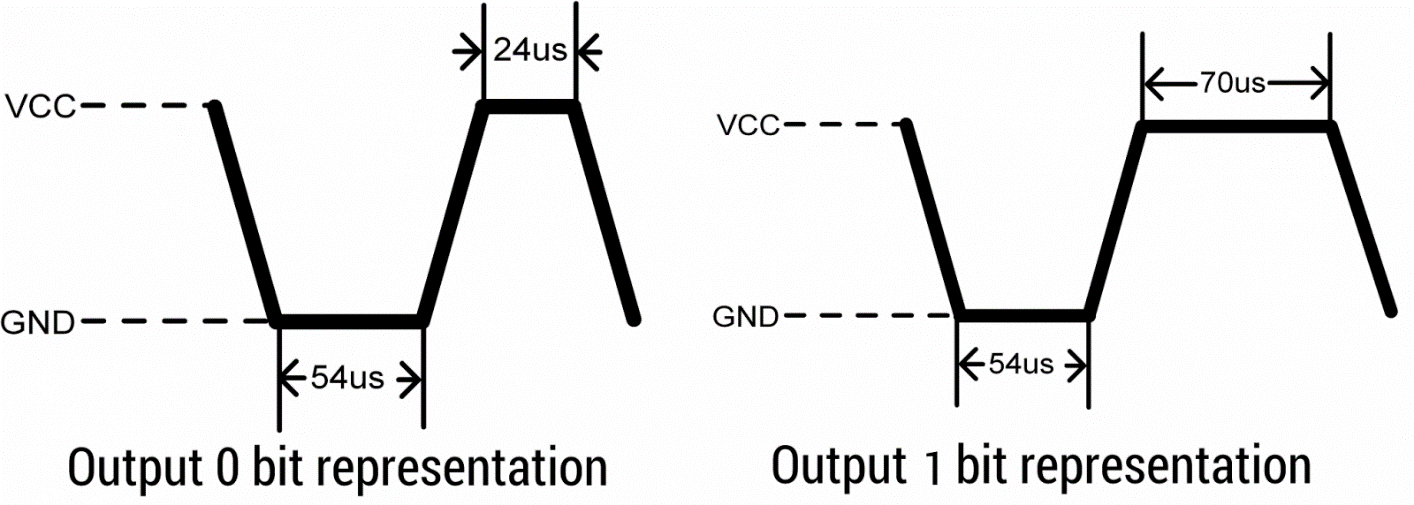 24us
VCC
GND
54us
Output 0 bit representation
70us
VCC
GND
54us
Output 1 bit representation